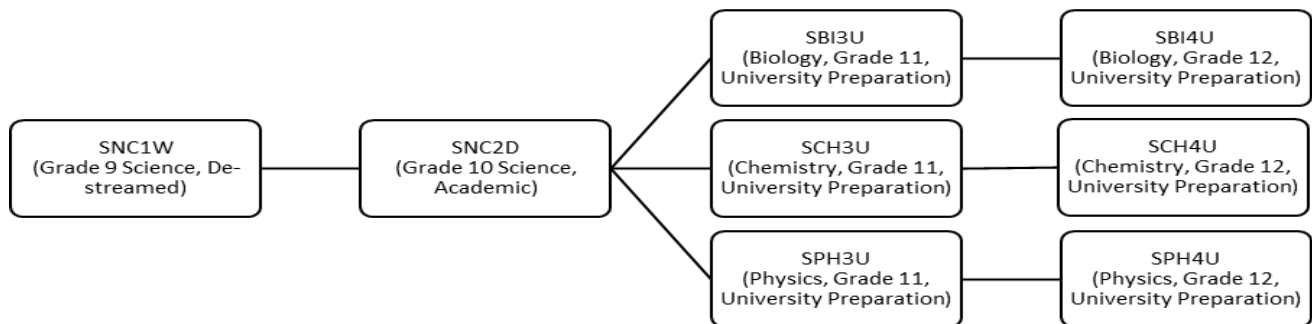 SNC1W
(Grade 9 Science, De-
streamed)
SNC2D
(Grade 10 Science,
Academic)
SBI3U
(Biology, Grade 11,
University Preparation)
SBI4U
(Biology, Grade 12,
University Preparation)
SCH3U
(Chemistry, Grade 11,
University Preparation)
SCH4U
(Chemistry, Grade 12,
University Preparation)
SPH3U
(Physics, Grade 11,
University Preparation)
SPH4U
(Physics, Grade 12,
University Preparation)